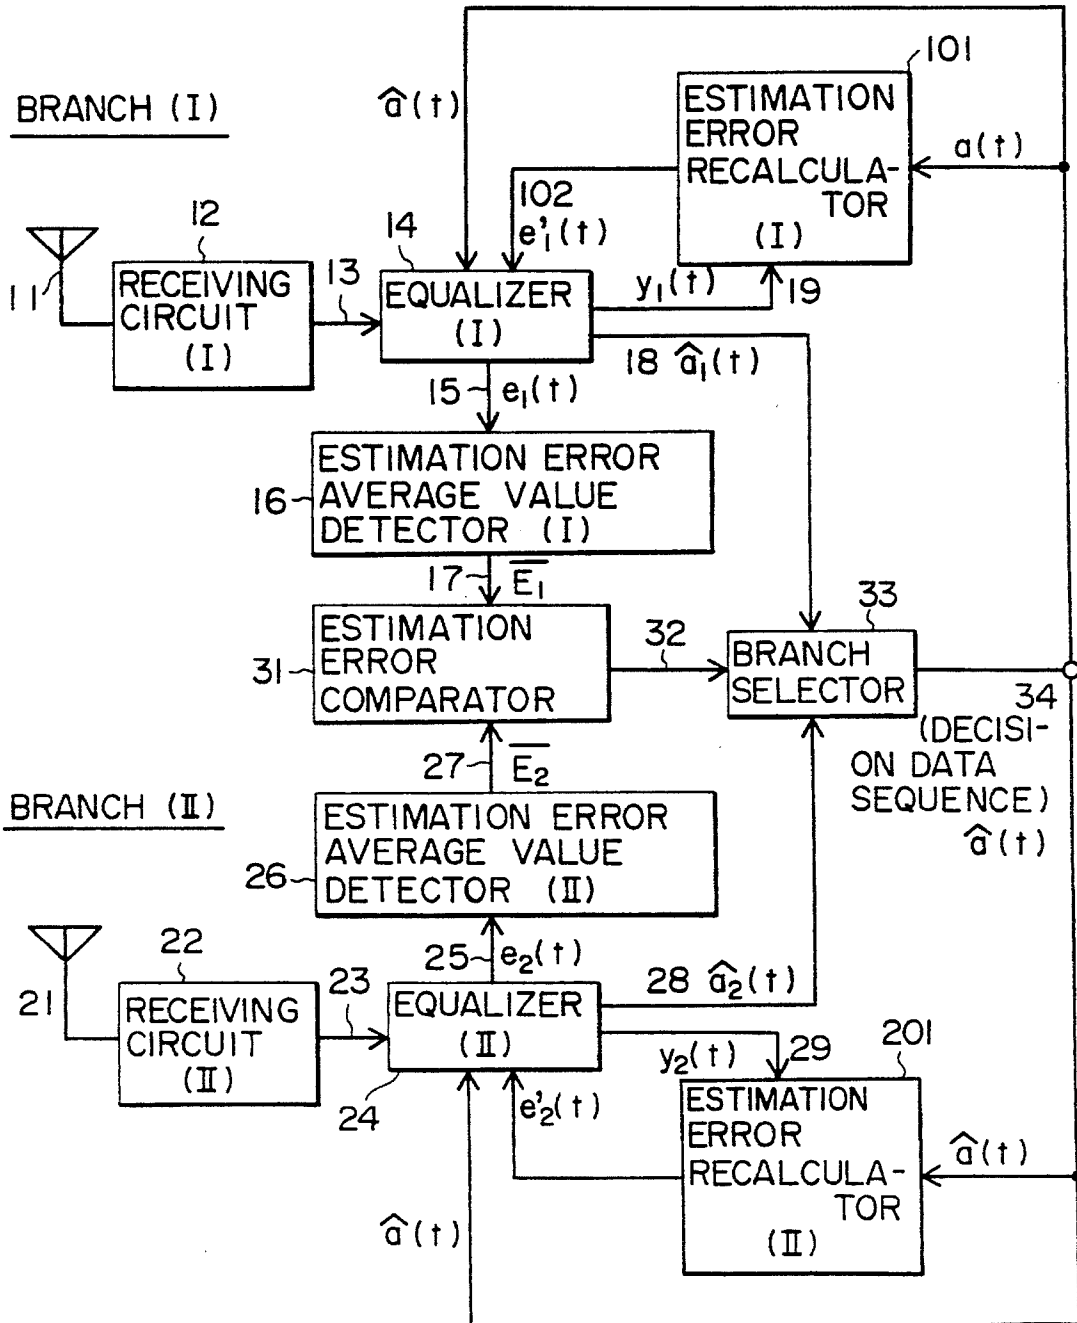 101
BRANCH (I)
â(t)
ESTIMATION
ERROR
RECALCULA-
TOR
(I)
a(t)
102
e'₁(t)
12
14
11
RECEIVING
CIRCUIT
(I)
13
EQUALIZER
(I)
y₁(t)
19
18 â₁(t)
15
e₁(t)
ESTIMATION ERROR
AVERAGE VALUE
DETECTOR (I)
16
17
E̅₁
33
ESTIMATION
ERROR
COMPARATOR
31
32
BRANCH
SELECTOR
34
(DECISI-
ON DATA
SEQUENCE)
â(t)
27
E̅₂
BRANCH (II)
ESTIMATION ERROR
AVERAGE VALUE
DETECTOR (II)
26
25
e₂(t)
22
21
RECEIVING
CIRCUIT
(II)
23
EQUALIZER
(II)
24
28 â₂(t)
y₂(t)
29
201
e'₂(t)
ESTIMATION
ERROR
RECALCULA-
TOR
(II)
â(t)
â(t)